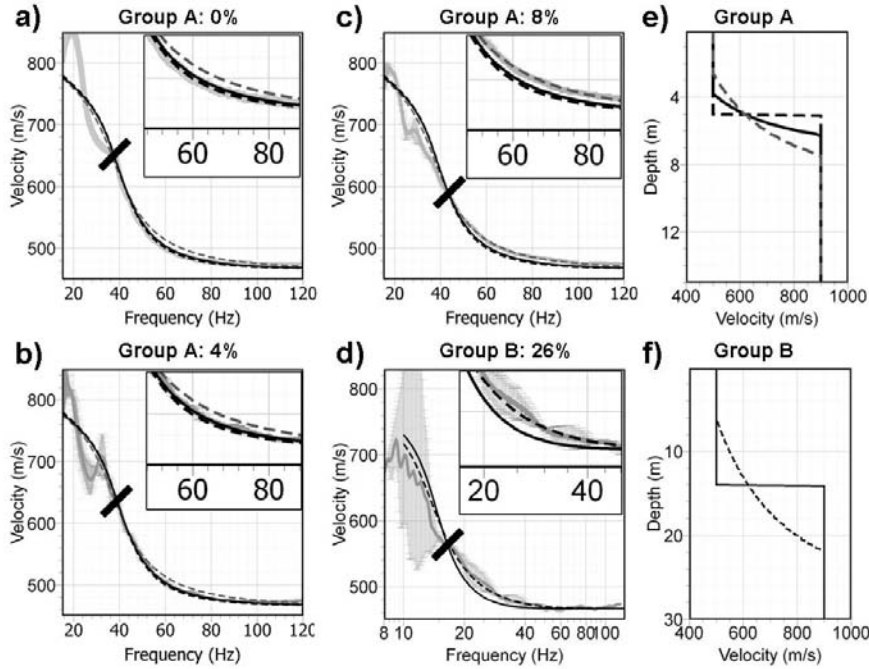 a) Group A: 0%
800
700
600
500
Velocity (m/s)
60 80
20 40 60 80 100 120
Frequency (Hz)
c) Group A: 8%
800
700
600
500
Velocity (m/s)
60 80
20 40 60 80 100 120
Frequency (Hz)
e) Group A
4
8
12
Depth (m)
400 600 800 1000
Velocity (m/s)
b) Group A: 4%
800
700
600
500
Velocity (m/s)
60 80
20 40 60 80 100 120
Frequency (Hz)
d) Group B: 26%
800
700
600
500
Velocity (m/s)
20 40
8 10 20 40 60 80 100
Frequency (Hz)
f) Group B
10
20
30
Depth (m)
400 600 800 1000
Velocity (m/s)